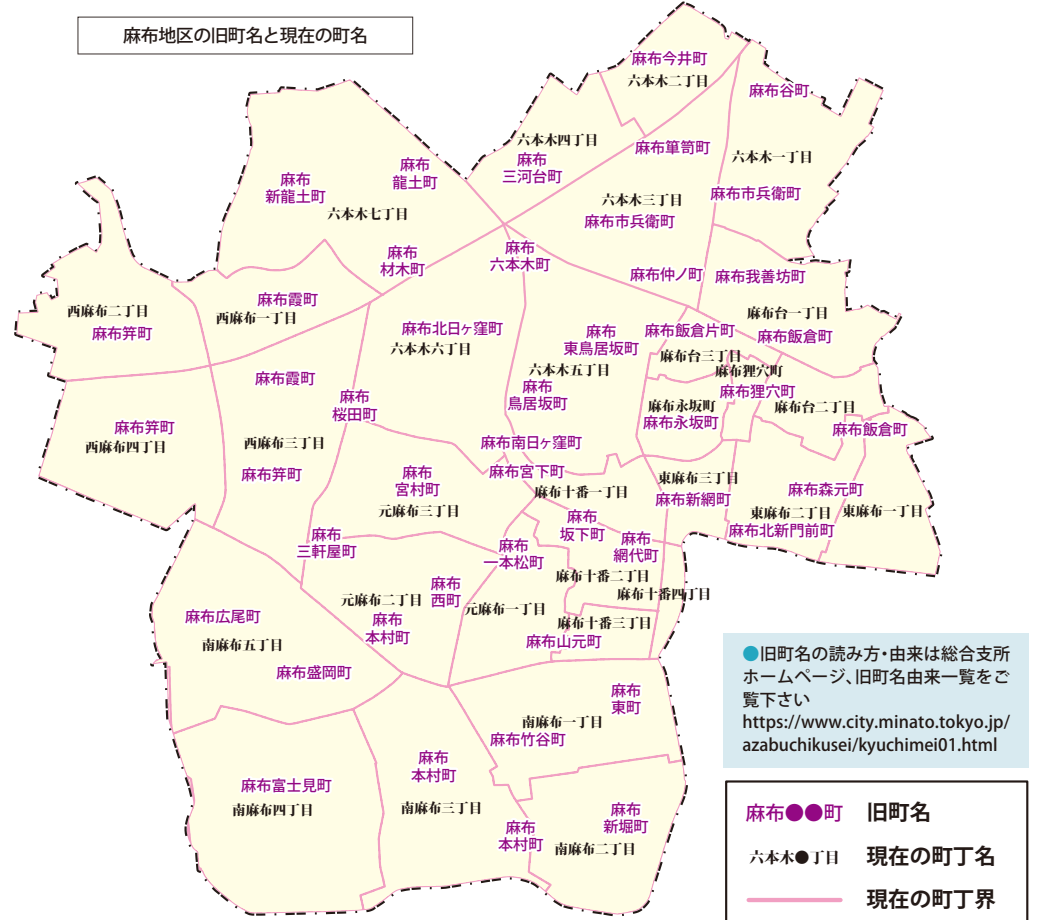 麻布地区の旧町名と現在の町名
麻布今井町
六本木二丁目
麻布谷町
六本木四丁目
麻布
三河台町
麻布簞笥町
六本木一丁目
麻布
龍土町
麻布
新龍土町
六本木七丁目
六本木三丁目
麻布市兵衛町
麻布市兵衛町
麻布
材木町
麻布
六本木町
麻布仲ノ町
麻布我善坊町
西麻布二丁目
麻布笄町
麻布霞町
西麻布一丁目
麻布台一丁目
麻布飯倉町
麻布北日ヶ窪町
六本木六丁目
麻布
東鳥居坂町
麻布飯倉片町
麻布台三丁目
麻布狸穴町
麻布狸穴町
六本木五丁目
麻布
鳥居坂町
麻布霞町
麻布
桜田町
麻布永坂町
麻布永坂町
麻布台二丁目
麻布飯倉町
麻布笄町
西麻布四丁目
西麻布三丁目
麻布笄町
麻布南日ヶ窪町
麻布宮下町
麻布
宮村町
元麻布三丁目
麻布十番一丁目
東麻布三丁目
麻布新網町
麻布森元町
東麻布二丁目
東麻布一丁目
麻布北新門前町
麻布
坂下町
麻布
網代町
麻布
三軒屋町
麻布
一本松町
麻布十番二丁目
麻布十番四丁目
麻布
西町
元麻布二丁目
元麻布一丁目
麻布
本村町
麻布十番三丁目
麻布山元町
麻布広尾町
南麻布五丁目
麻布盛岡町
麻布
東町
南麻布一丁目
麻布竹谷町
麻布富士見町
南麻布四丁目
麻布
本村町
南麻布三丁目
麻布
本村町
麻布
新堀町
南麻布二丁目
●旧町名の読み方・由来は総合支所
ホームページ、旧町名由来一覧をご
覧下さい
https://www.city.minato.tokyo.jp/
azabuchikusei/kyuchimei01.html
麻布●●町 旧町名
六本木●丁目 現在の町丁名
現在の町丁界